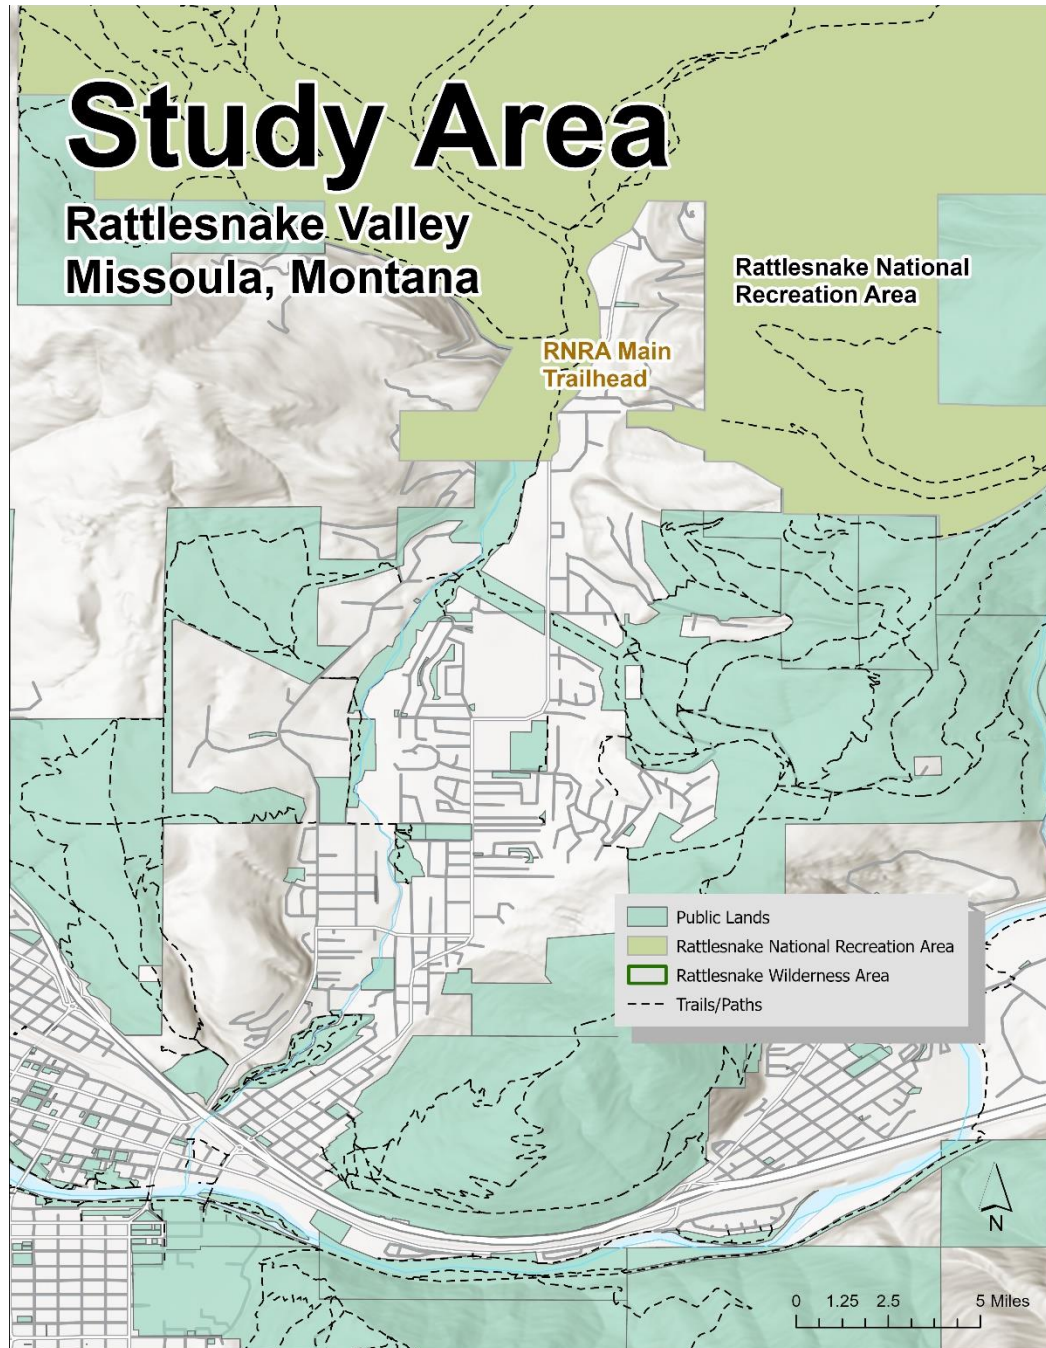 Study Area
Rattlesnake Valley
Missoula, Montana
Rattlesnake National
Recreation Area
RNRA Main
Trailhead
Public Lands
Rattlesnake National Recreation Area
Rattlesnake Wilderness Area
Trails/Paths
N
0 1.25 2.5 5 Miles